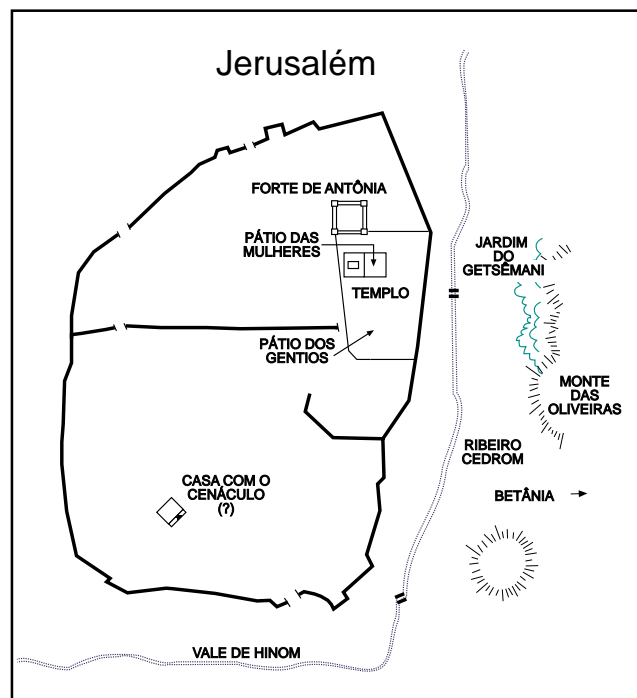 Jerusalém
FORTE DE ANTÔNIA
PÁTIO DAS
MULHERES
JARDIM
DO
GETSÊMANI
TEMPLO
PÁTIO DOS
GENTIOS
MONTE
DAS
OLIVEIRAS
RIBEIRO
CEDROM
CASA COM O
CENÁCULO
(?)
BETÂNIA
VALE DE HINOM